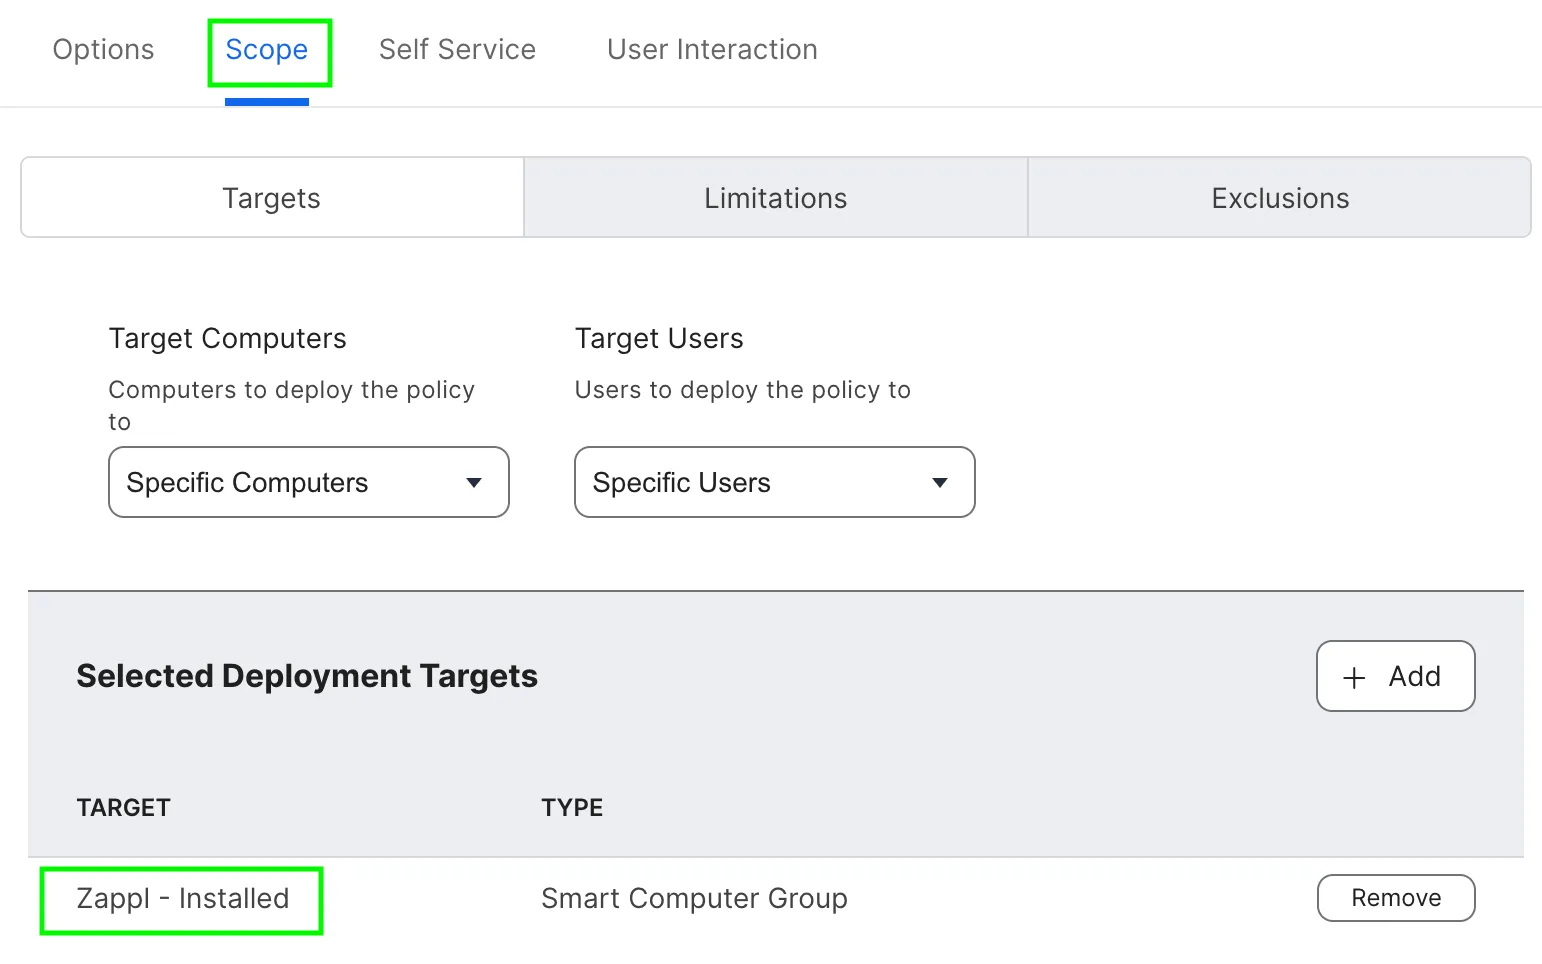 Options Scope Self Service User Interaction
Targets Limitations Exclusions
Target Computers
Computers to deploy the policy
to
Specific Computers
Target Users
Users to deploy the policy to
Specific Users
Selected Deployment Targets
+ Add
TARGET TYPE
Zappl - Installed Smart Computer Group Remove